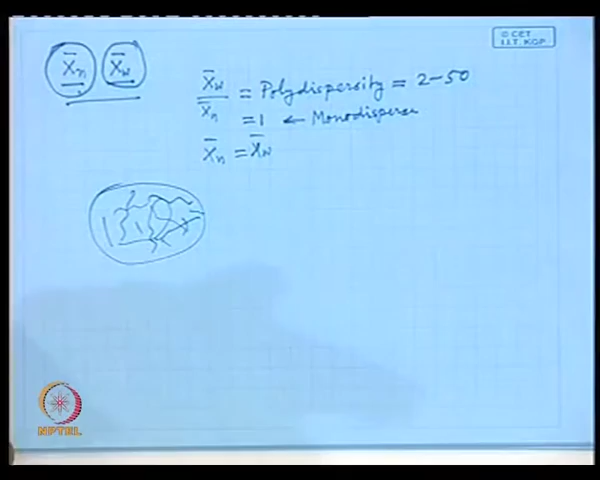 © CET
I.I.T. KGP
X̄n X̄w
X̄w / X̄n = Polydispersity = 2-50
= 1 ← Monodisperse
X̄n = X̄w
NPTEL